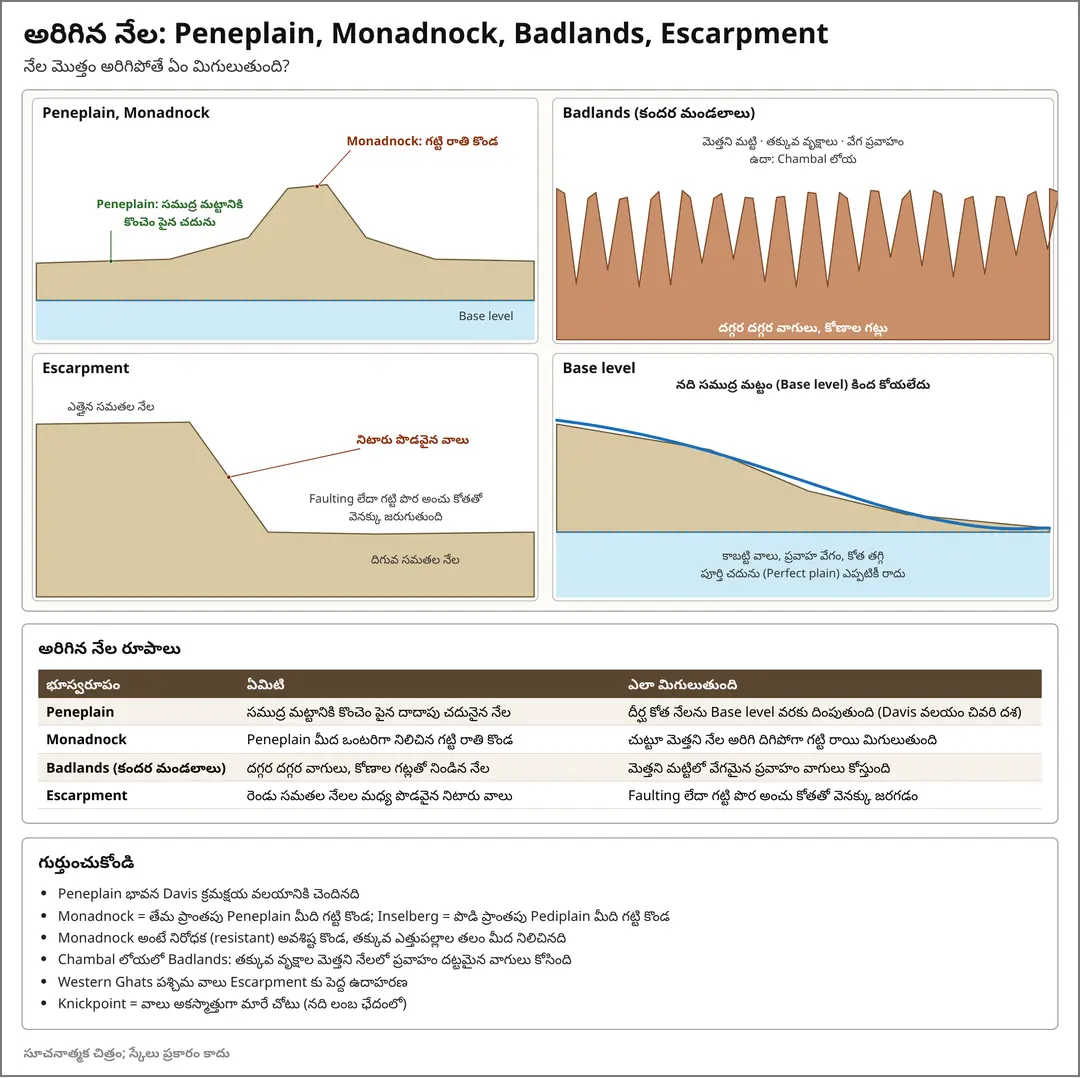 అరిగిన నేల: Peneplain, Monadnock, Badlands, Escarpment
నేల మొత్తం అరిగిపోతే ఏం మిగులుతుంది?
Peneplain, Monadnock
Monadnock: గట్టి రాతి కొండ
Peneplain: సముద్ర మట్టానికి
కొంచెం పైన చదును
Base level
Badlands (కందర మండలాలు)
మెత్తని మట్టి · తక్కువ వృక్షాలు · వేగ ప్రవాహం
ఉదా: Chambal లోయ
దగ్గర దగ్గర వాగులు, కోణాల గట్లు
Escarpment
ఎత్తైన సమతల నేల
నిటారు పొడవైన వాలు
Faulting లేదా గట్టి పొర అంచు కోతతో
వెనక్కు జరుగుతుంది
దిగువ సమతల నేల
Base level
నది సముద్ర మట్టం (Base level) కింద కోయలేదు
కాబట్టి వాలు, ప్రవాహ వేగం, కోత తగ్గి
పూర్తి చదును (Perfect plain) ఎప్పటికీ రాదు
అరిగిన నేల రూపాలు
భూస్వరూపం ఏమిటి ఎలా మిగులుతుంది
Peneplain సముద్ర మట్టానికి కొంచెం పైన దాదాపు చదునైన నేల దీర్ఘ కోత నేలను Base level వరకు దింపుతుంది (Davis వలయం చివరి దశ)
Monadnock Peneplain మీద ఒంటరిగా నిలిచిన గట్టి రాతి కొండ చుట్టూ మెత్తని నేల అరిగి దిగిపోగా గట్టి రాయి మిగులుతుంది
Badlands (కందర మండలాలు) దగ్గర దగ్గర వాగులు, కోణాల గట్లతో నిండిన నేల మెత్తని మట్టిలో వేగమైన ప్రవాహం వాగులు కోస్తుంది
Escarpment రెండు సమతల నేలల మధ్య పొడవైన నిటారు వాలు Faulting లేదా గట్టి పొర అంచు కోతతో వెనక్కు జరగడం
గుర్తుంచుకోండి
• Peneplain భావన Davis క్రమక్షయ వలయానికి చెందినది
• Monadnock = తేమ ప్రాంతపు Peneplain మీది గట్టి కొండ; Inselberg = పొడి ప్రాంతపు Pediplain మీది గట్టి కొండ
• Monadnock అంటే నిరోధక (resistant) అవశిష్ట కొండ, తక్కువ ఎత్తుపల్లాల తలం మీద నిలిచినది
• Chambal లోయలో Badlands: తక్కువ వృక్షాల మెత్తని నేలలో ప్రవాహం దట్టమైన వాగులు కోసింది
• Western Ghats పశ్చిమ వాలు Escarpment కు పెద్ద ఉదాహరణ
• Knickpoint = వాలు అకస్మాత్తుగా మారే చోటు (నది లంబ ఛేదంలో)
సూచనాత్మక చిత్రం; స్కేలు ప్రకారం కాదు